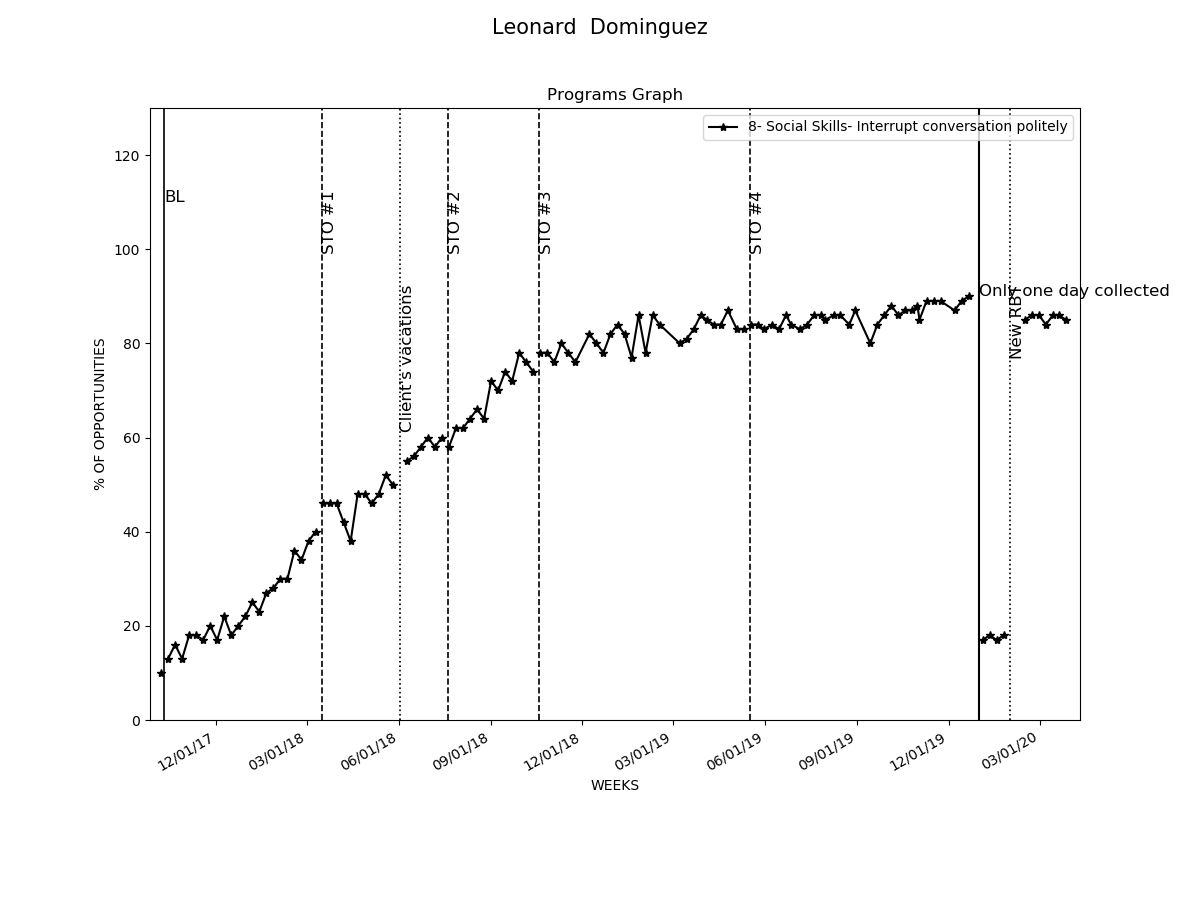 Leonard  Dominguez
Programs Graph
8- Social Skills- Interrupt conversation politely
% OF OPPORTUNITIES
120
100
80
60
40
20
0
BL
STO #1
Client's vacations
STO #2
STO #3
STO #4
Only one day collected
New RBT
12/01/17
03/01/18
06/01/18
09/01/18
12/01/18
03/01/19
06/01/19
09/01/19
12/01/19
03/01/20
WEEKS